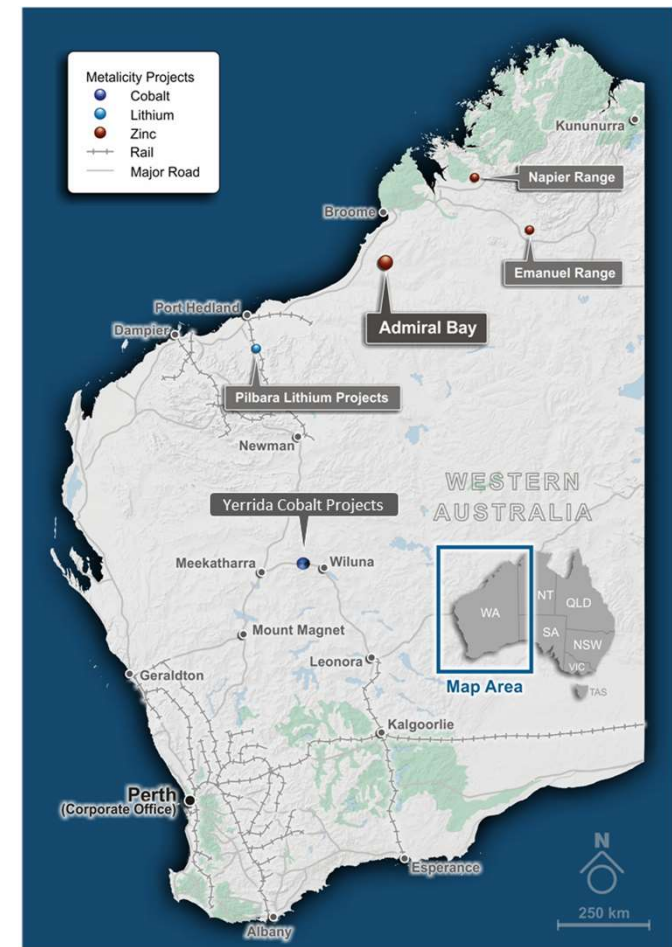 Metalicity Projects
Cobalt
Lithium
Zinc
Rail
Major Road
Kununurra
Napier Range
Broome
Emanuel Range
Admiral Bay
Port Hedland
Dampier
Pilbara Lithium Projects
Newman
WESTERN
AUSTRALIA
Yerrida Cobalt Projects
Meekatharra
Wiluna
WA
NT
QLD
SA
NSW
VIC
TAS
Map Area
Mount Magnet
Leonora
Geraldton
Kalgoorlie
Perth
(Corporate Office)
Esperance
Albany
N
250 km